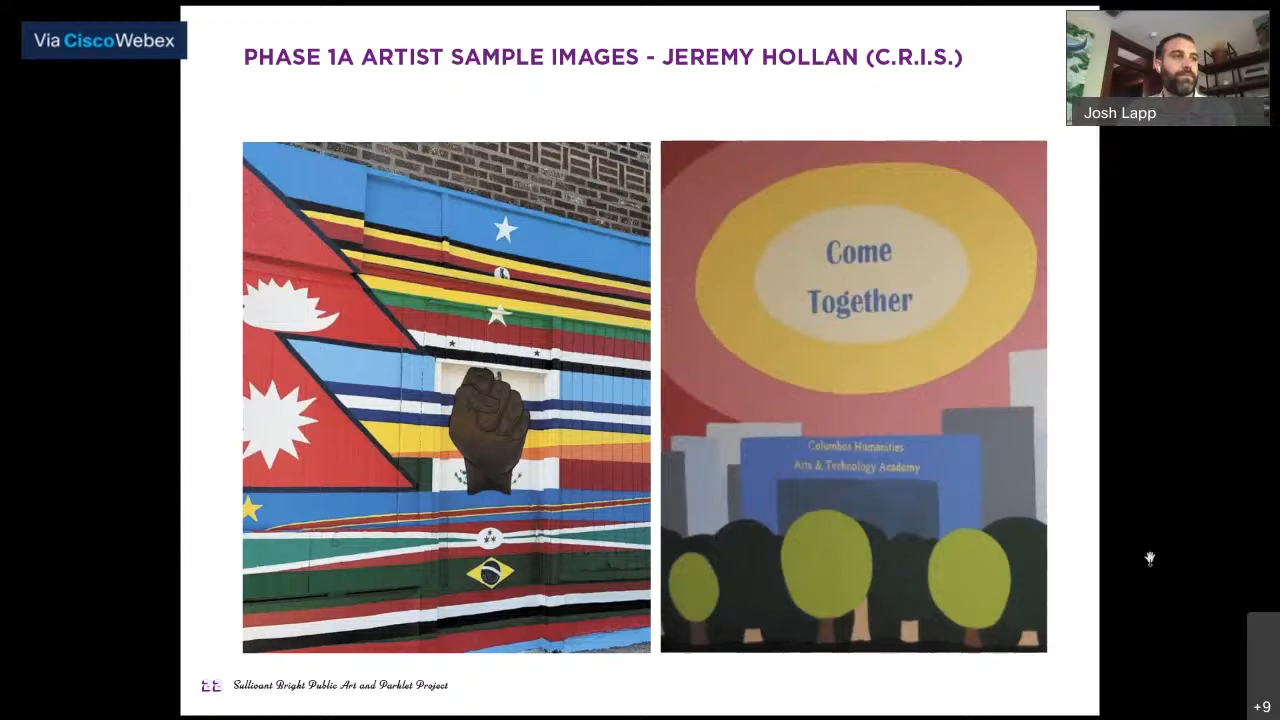 Via Cisco Webex
PHASE 1A ARTIST SAMPLE IMAGES - JEREMY HOLLAN (C.R.I.S.)
Josh Lapp
Come
Together
Columbus Humanities
Arts & Technology Academy
22 Sullivant Bright Public Art and Parklet Project
+9